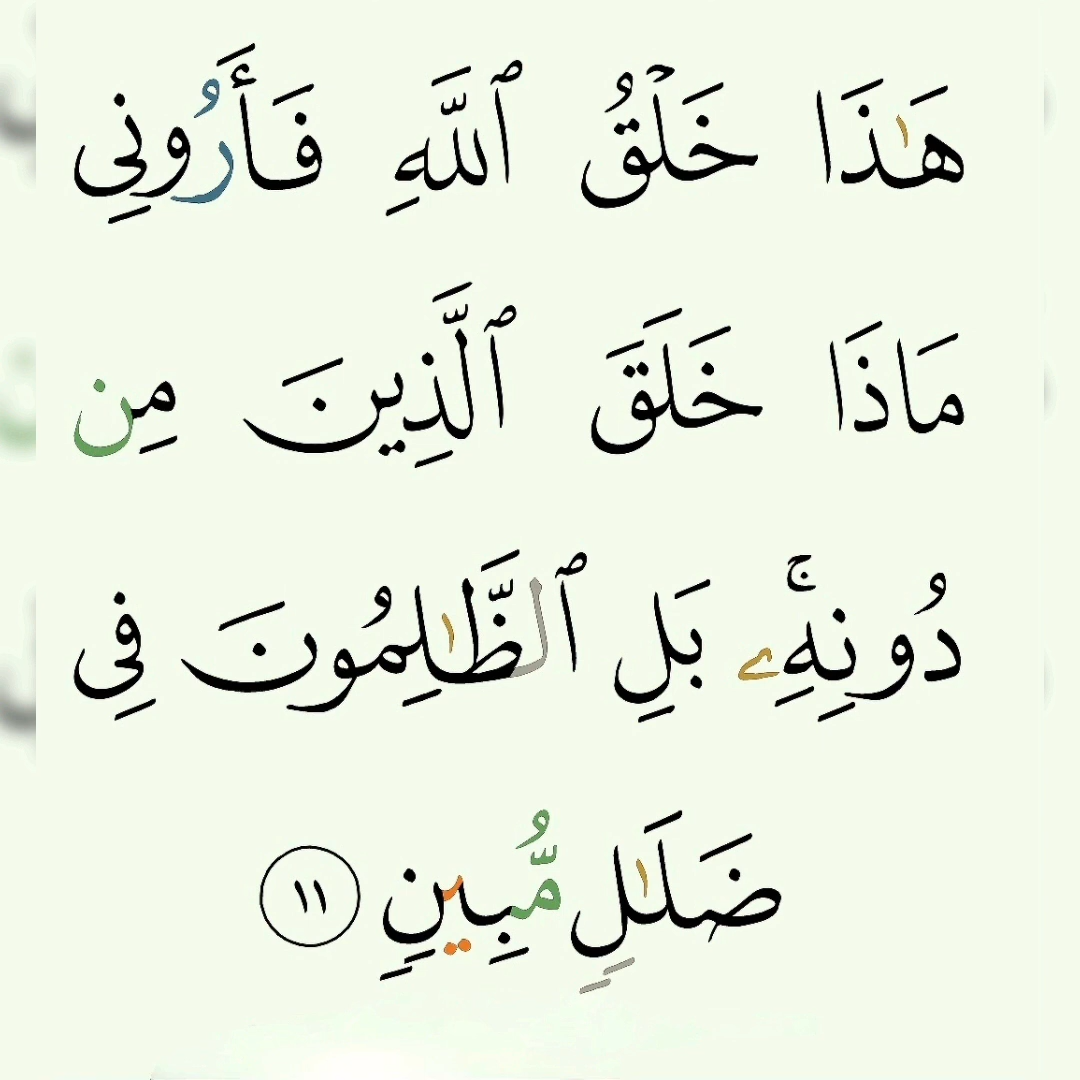 هَـٰذَا خَلْقُ ٱللَّهِ فَأَرُونِى
مَاذَا خَلَقَ ٱلَّذِينَ مِن
دُونِهِۦۚ بَلِ ٱلظَّـٰلِمُونَ فِى
ضَلَـٰلٍ مُّبِينٍ ١١